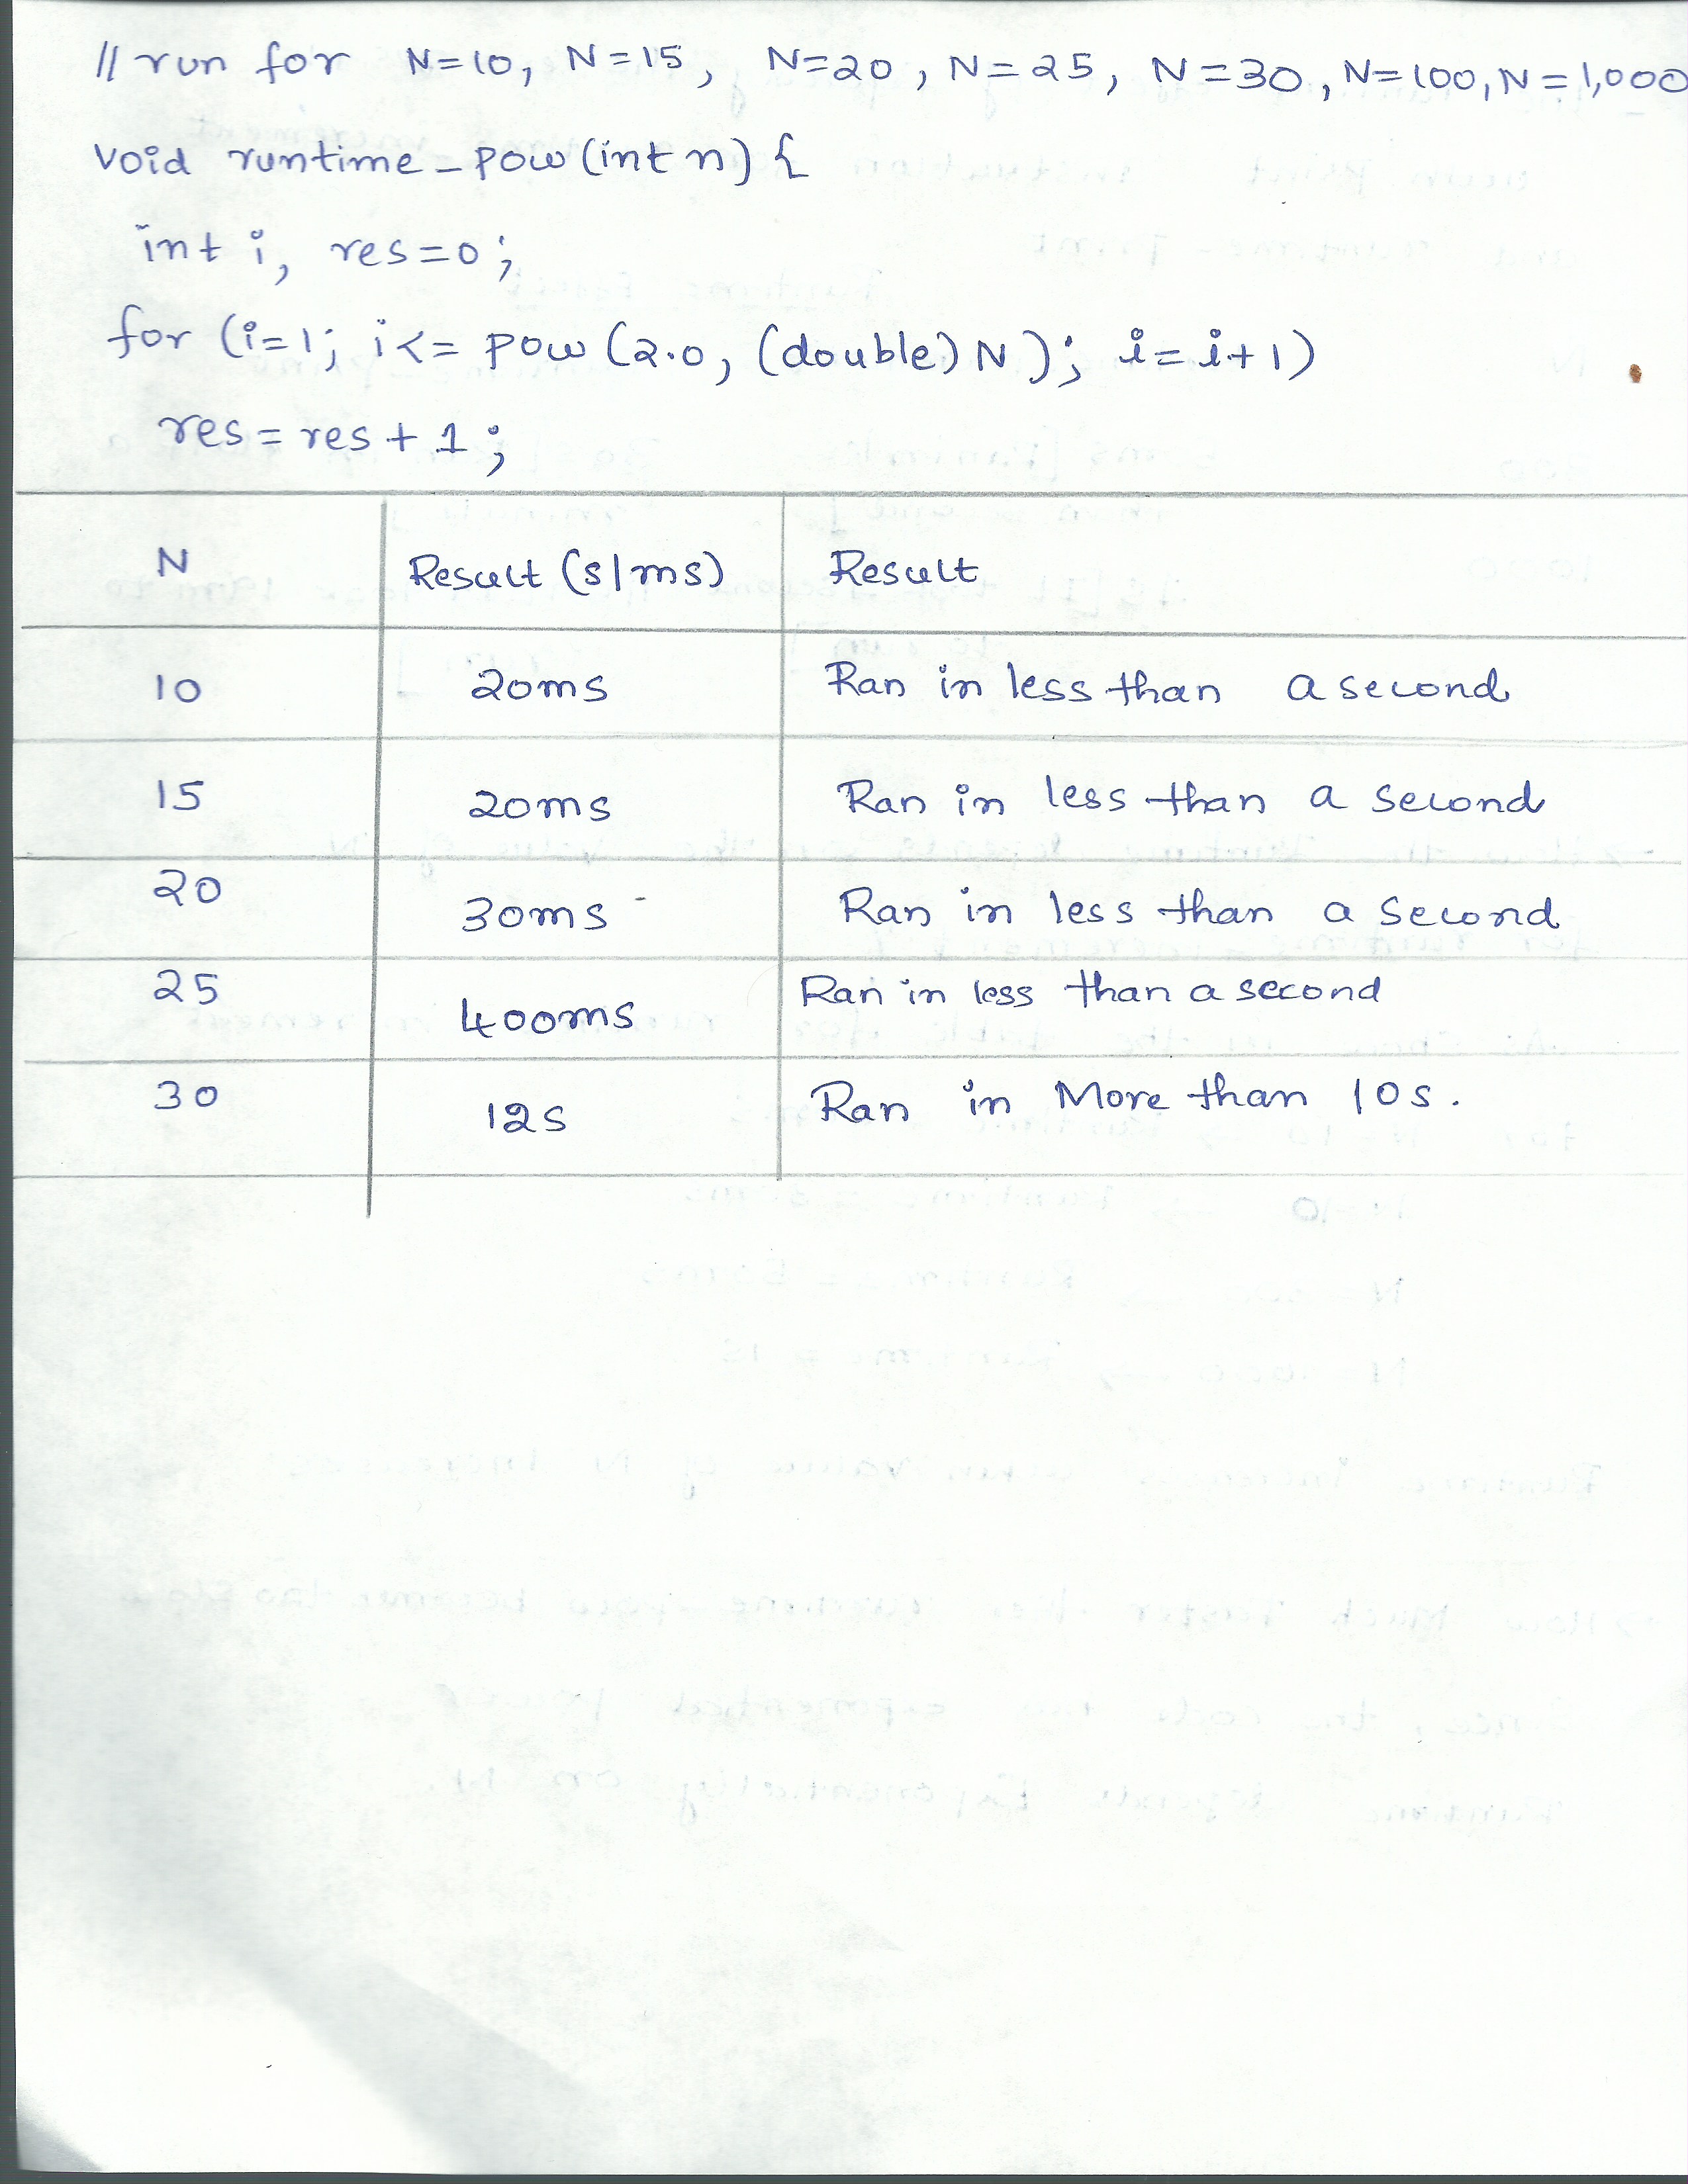 // run for N=10, N=15, N=20, N=25, N=30, N=100, N=1,000
void runtime_pow(int n) {
int i, res=0;
for (i=1; i<= pow(2.0, (double) N); i=i+1)
res=res+1;
N Result (s/ms) Result
10 20ms Ran in less than a second
15 20ms Ran in less than a second
20 30ms Ran in less than a second
25 400ms Ran in less than a second
30 12s Ran in More than 10s.